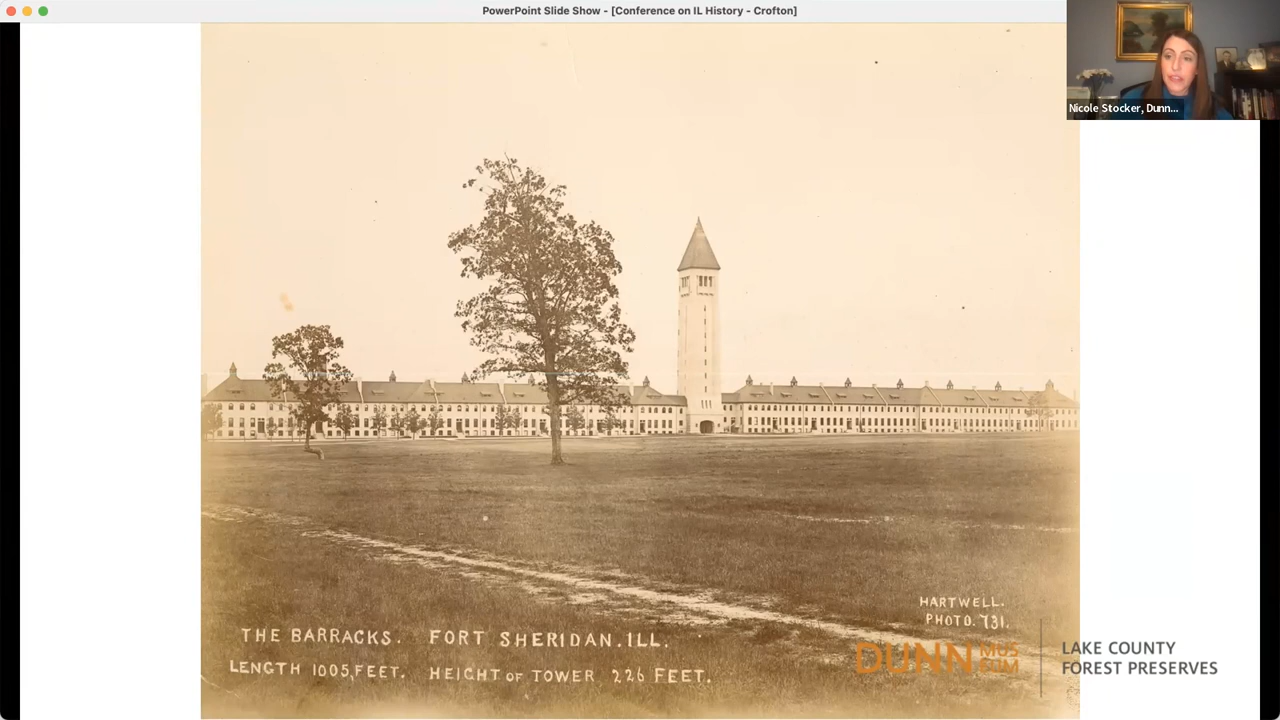 PowerPoint Slide Show - [Conference on IL History - Crofton]
Nicole Stocker, Dunn...
HARTWELL.
PHOTO. 731.
THE BARRACKS. FORT SHERIDAN. ILL.
LENGTH 1005, FEET. HEIGHT OF TOWER 226 FEET.
DUNN MUSEUM
LAKE COUNTY
FOREST PRESERVES